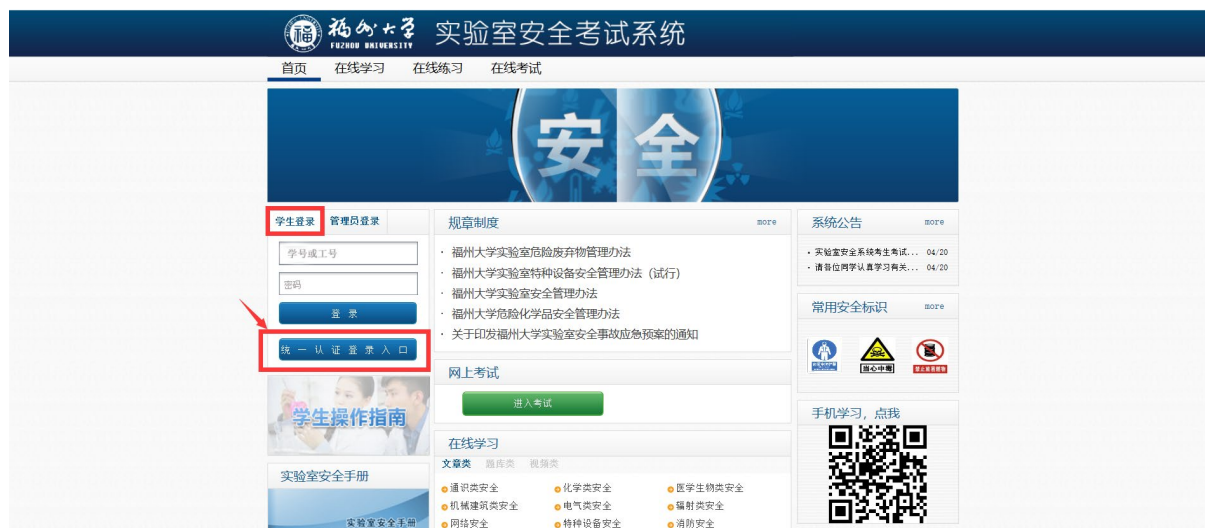 福州大学 实验室安全考试系统
FUZHOU UNIVERSITY
首页 在线学习 在线练习 在线考试
安全
学生登录 管理员登录
学号或工号
密码
登 录
统 一 认 证 登 录 入 口
学生操作指南
实验室安全手册
实验室安全手册
规章制度 more
· 福州大学实验室危险废弃物管理办法
· 福州大学实验室特种设备安全管理办法（试行）
· 福州大学实验室安全管理办法
· 福州大学危险化学品安全管理办法
· 关于印发福州大学实验室安全事故应急预案的通知
网上考试
进入考试
在线学习
文章类 题库类 视频类
通识类安全 化学类安全 医学生物类安全
机械建筑类安全 电气类安全 辐射类安全
网络安全 特种设备安全 消防安全
系统公告 more
· 实验室安全系统考生考试... 04/20
· 请各位同学认真学习有关... 04/20
常用安全标识 more
当心中毒
手机学习，点我